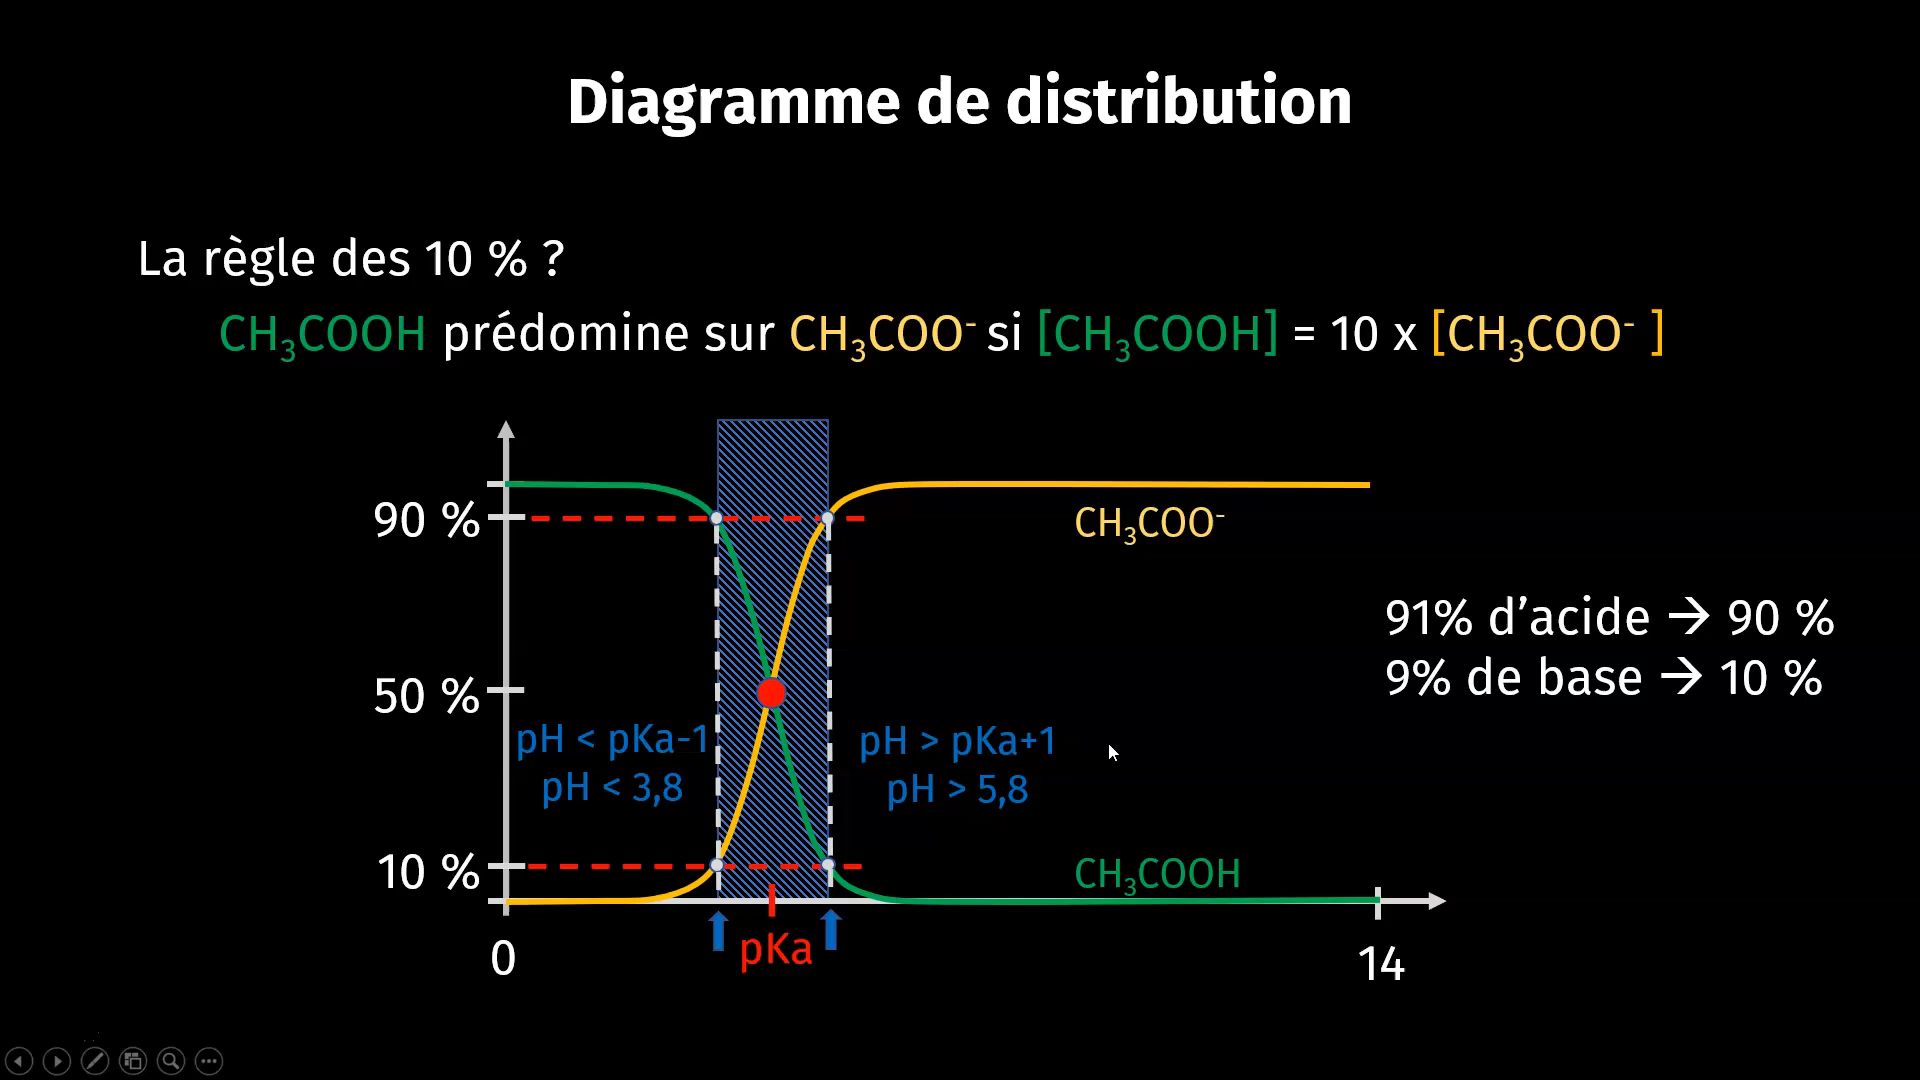 Diagramme de distribution
La règle des 10 % ?
CH₃COOH prédomine sur CH₃COO⁻ si [CH₃COOH] = 10 x [CH₃COO⁻ ]
90 %
CH₃COO⁻
91% d’acide → 90 %
9% de base → 10 %
50 %
pH < pKa-1
pH < 3,8
pH > pKa+1
pH > 5,8
10 %
CH₃COOH
0
pKa
14